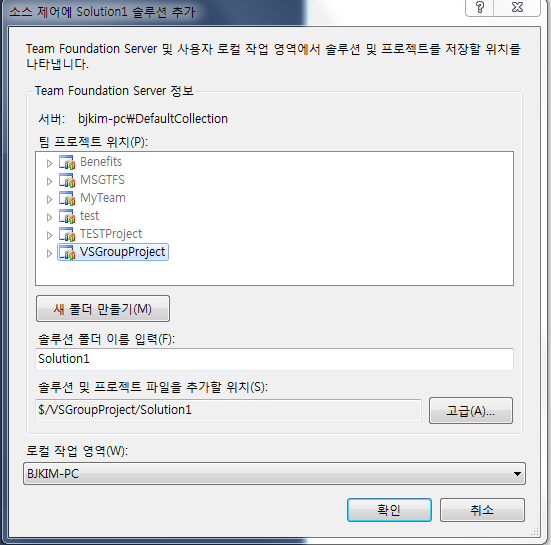 소스 제어에 Solution1 솔루션 추가
Team Foundation Server 및 사용자 로컬 작업 영역에서 솔루션 및 프로젝트를 저장할 위치를
나타냅니다.
Team Foundation Server 정보
서버: bjkim-pc₩DefaultCollection
팀 프로젝트 위치(P):
Benefits
MSGTFS
MyTeam
test
TESTProject
VSGroupProject
새 폴더 만들기(M)
솔루션 폴더 이름 입력(F):
Solution1
솔루션 및 프로젝트 파일을 추가할 위치(S):
$/VSGroupProject/Solution1
고급(A)...
로컬 작업 영역(W):
BJKIM-PC
확인
취소